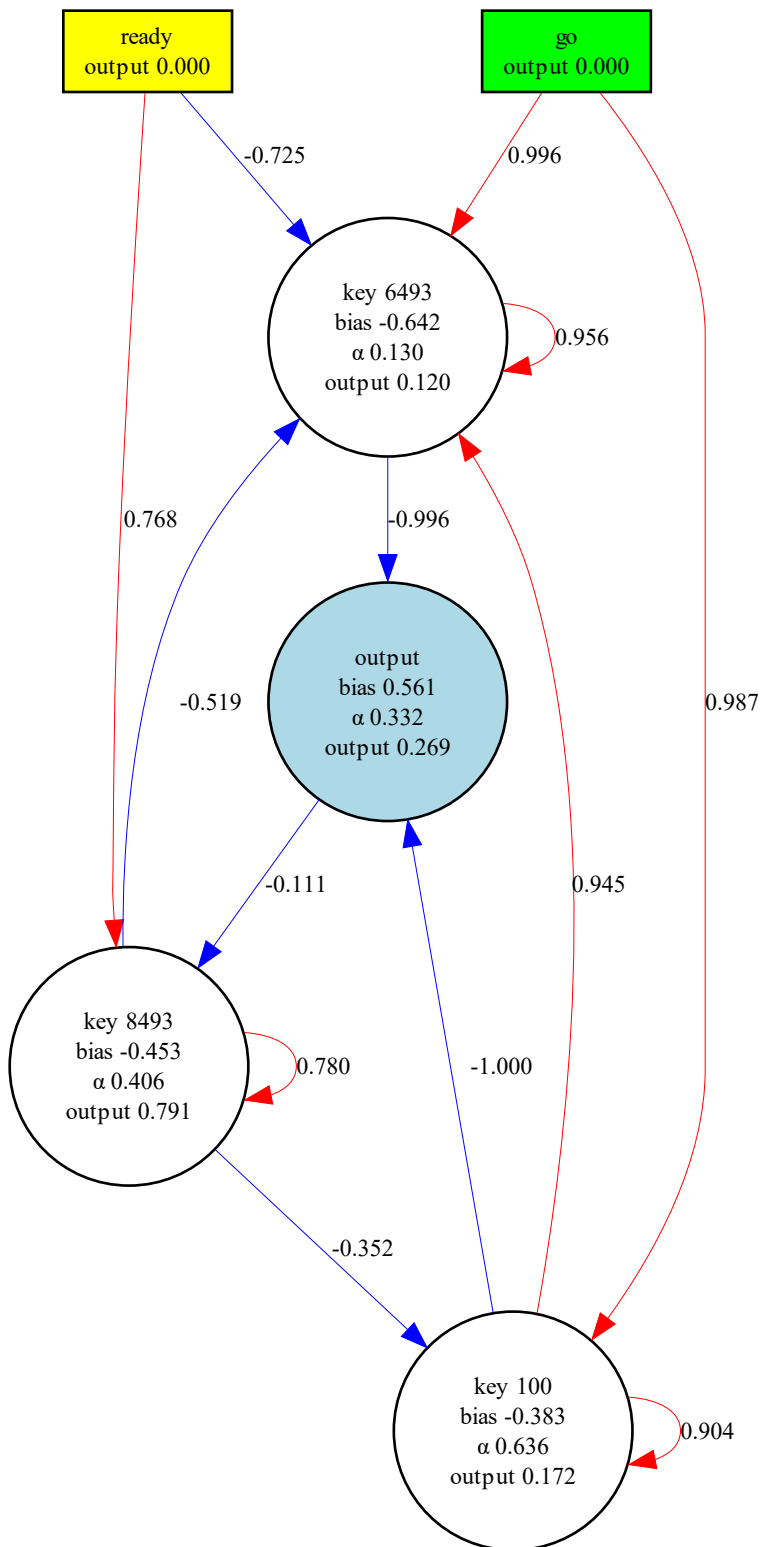 ready
output 0.000
go
output 0.000
-0.725
0.996
key 6493
bias -0.642
α 0.130
output 0.120
0.956
0.768
-0.996
-0.519
output
bias 0.561
α 0.332
output 0.269
0.987
-0.111
0.945
key 8493
bias -0.453
α 0.406
output 0.791
0.780
-1.000
-0.352
key 100
bias -0.383
α 0.636
output 0.172
0.904